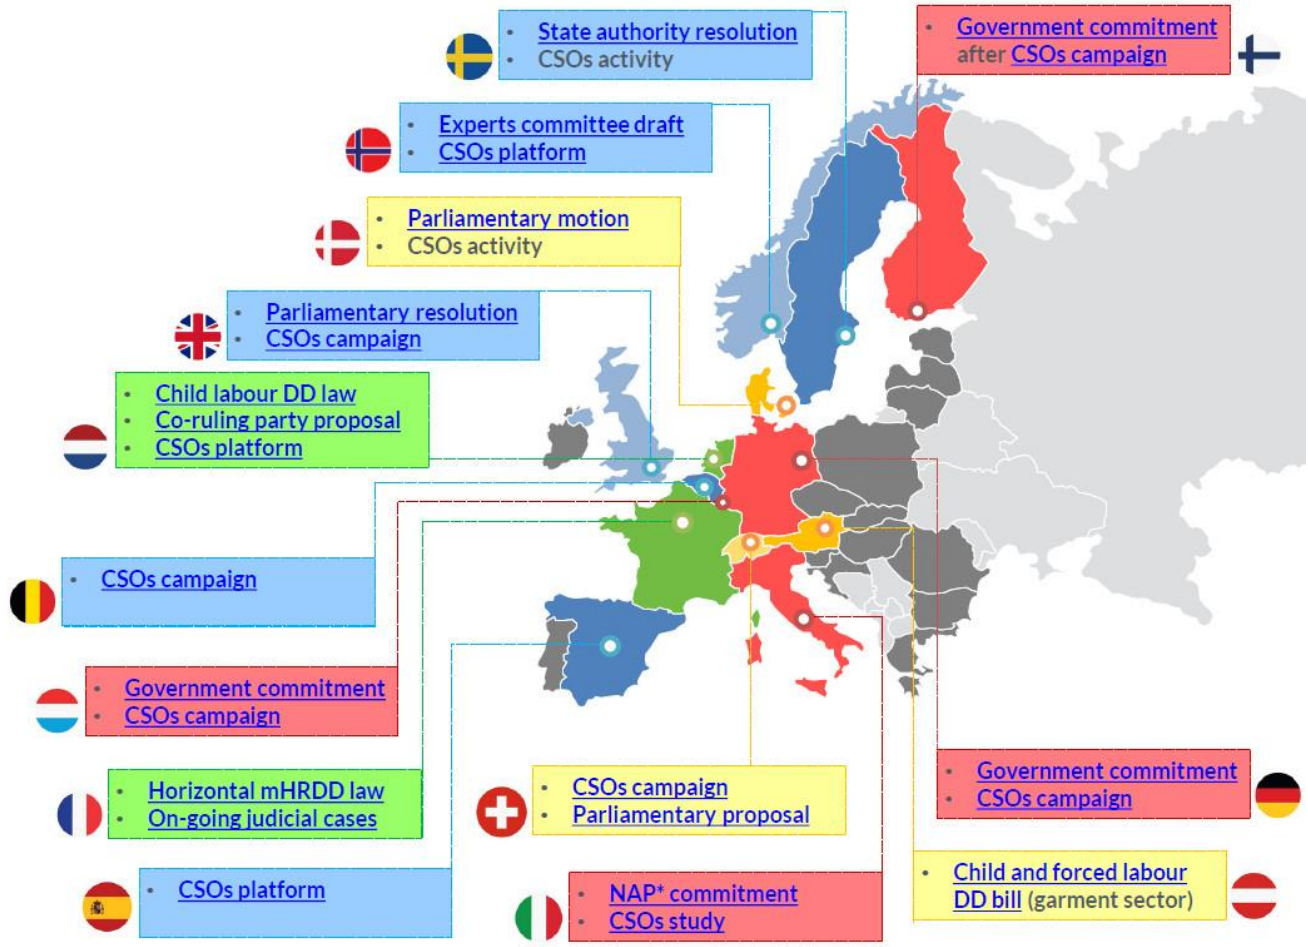 • State authority resolution
• CSOs activity
• Government commitment
after CSOs campaign
• Experts committee draft
• CSOs platform
• Parliamentary motion
• CSOs activity
• Parliamentary resolution
• CSOs campaign
• Child labour DD law
• Co-ruling party proposal
• CSOs platform
• CSOs campaign
• Government commitment
• CSOs campaign
• Horizontal mHRDD law
• On-going judicial cases
• CSOs campaign
• Parliamentary proposal
• Government commitment
• CSOs campaign
• CSOs platform
• NAP* commitment
• CSOs study
• Child and forced labour
DD bill (garment sector)